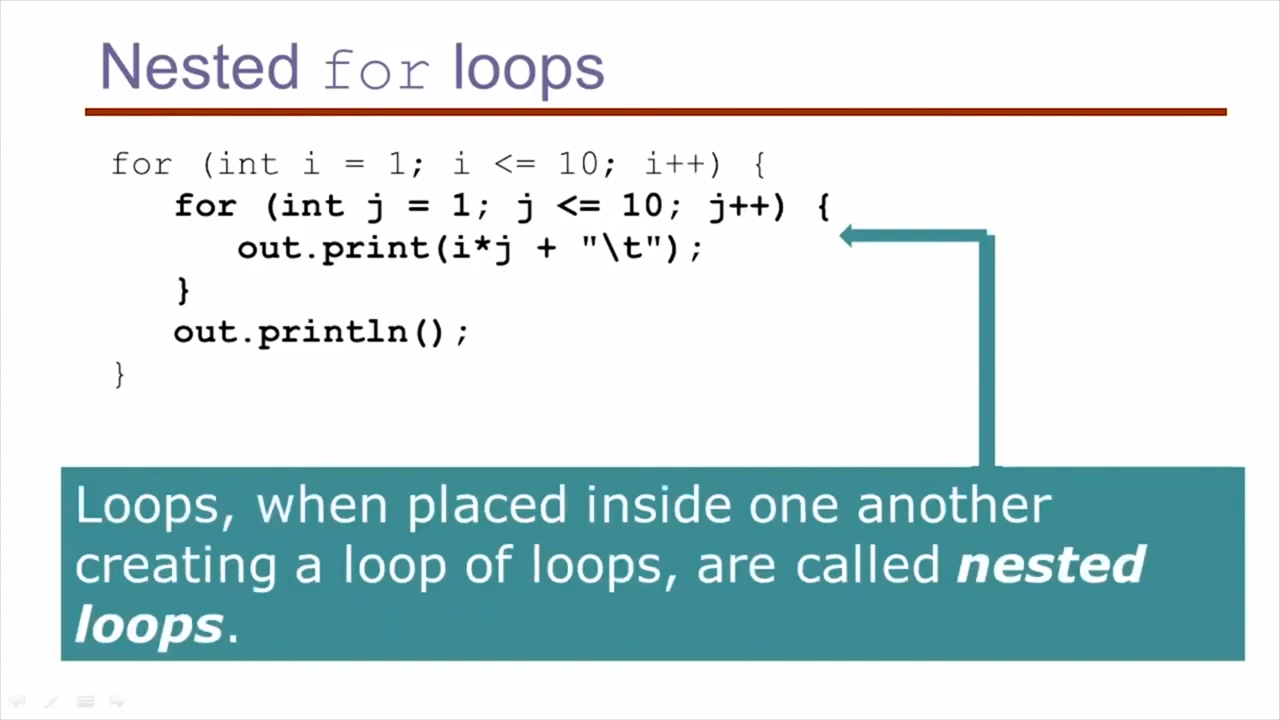 Nested for loops
for (int i = 1; i <= 10; i++) {
for (int j = 1; j <= 10; j++) {
out.print(i*j + "\t");
}
out.println();
}
Loops, when placed inside one another
creating a loop of loops, are called nested
loops.